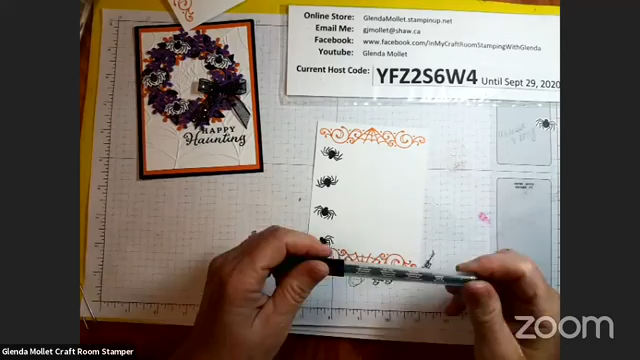 Online Store: GlendaMollet.stampinup.net
Email Me: gjmollet@shaw.ca
Facebook: www.facebook.com/InMyCraftRoomStampingWithGlenda
Youtube: Glenda Mollet
Current Host Code: YFZ2S6W4 Until Sept 29, 2020
HAPPY
Haunting
zoom
Glenda Mollet Craft Room Stamper